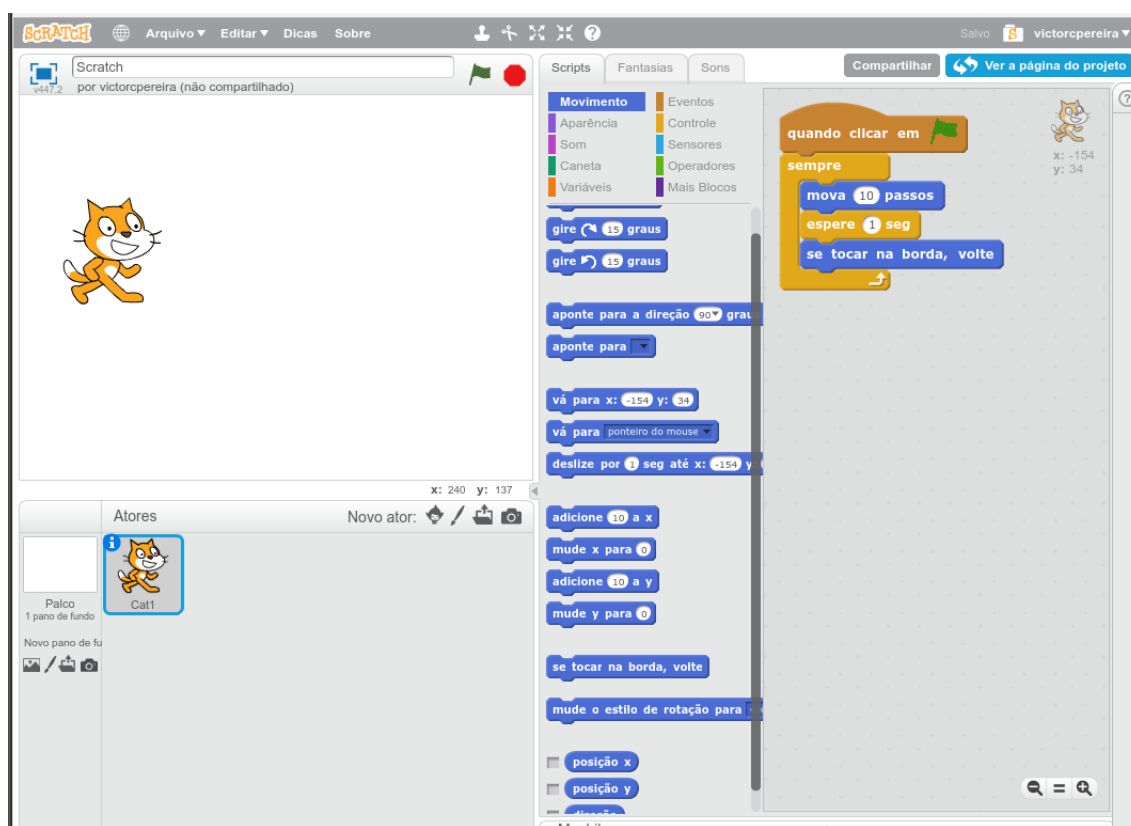 SCRATCH Arquivo▼ Editar▼ Dicas Sobre Salvo S victorcpereira▼
v447.2 Scratch
por victorcpereira (não compartilhado)
Scripts Fantasias Sons
Compartilhar Ver a página do projeto
Movimento Eventos
Aparência Controle
Som Sensores
Caneta Operadores
Variáveis Mais Blocos
gire 15 graus
gire 15 graus
aponte para a direção 90▼ graus
aponte para
vá para x: -154 y: 34
vá para ponteiro do mouse
deslize por 1 seg até x: -154 y
adicione 10 a x
mude x para 0
adicione 10 a y
mude y para 0
se tocar na borda, volte
mude o estilo de rotação para
posição x
posição y
direção
quando clicar em
sempre
mova 10 passos
espere 1 seg
se tocar na borda, volte
x: -154
y: 34
x: 240 y: 137
Atores Novo ator:
Palco
1 pano de fundo
Novo pano de fu
Cat1